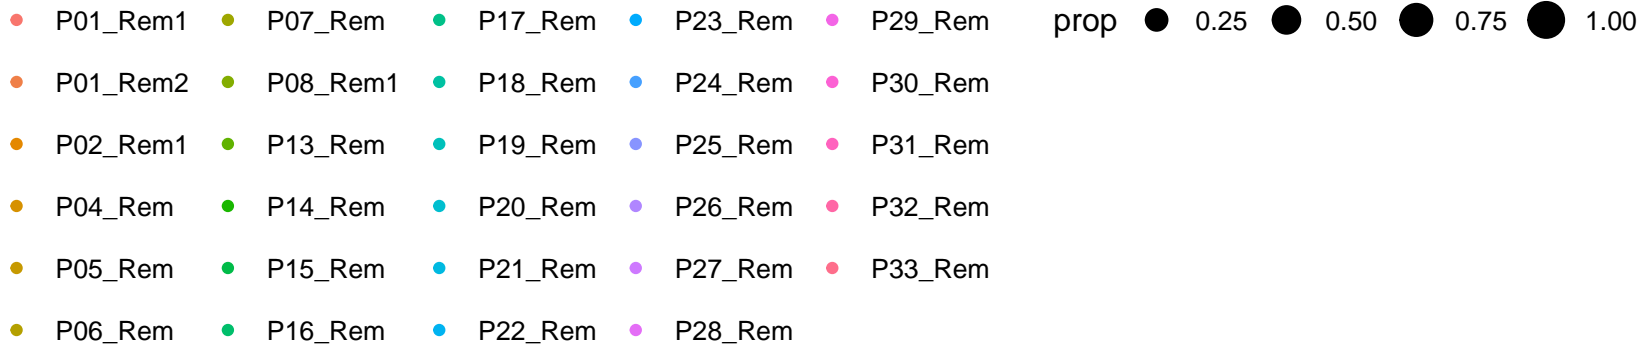 P01_Rem1 P07_Rem P17_Rem P23_Rem P29_Rem prop 0.25 0.50 0.75 1.00
P01_Rem2 P08_Rem1 P18_Rem P24_Rem P30_Rem
P02_Rem1 P13_Rem P19_Rem P25_Rem P31_Rem
P04_Rem P14_Rem P20_Rem P26_Rem P32_Rem
P05_Rem P15_Rem P21_Rem P27_Rem P33_Rem
P06_Rem P16_Rem P22_Rem P28_Rem